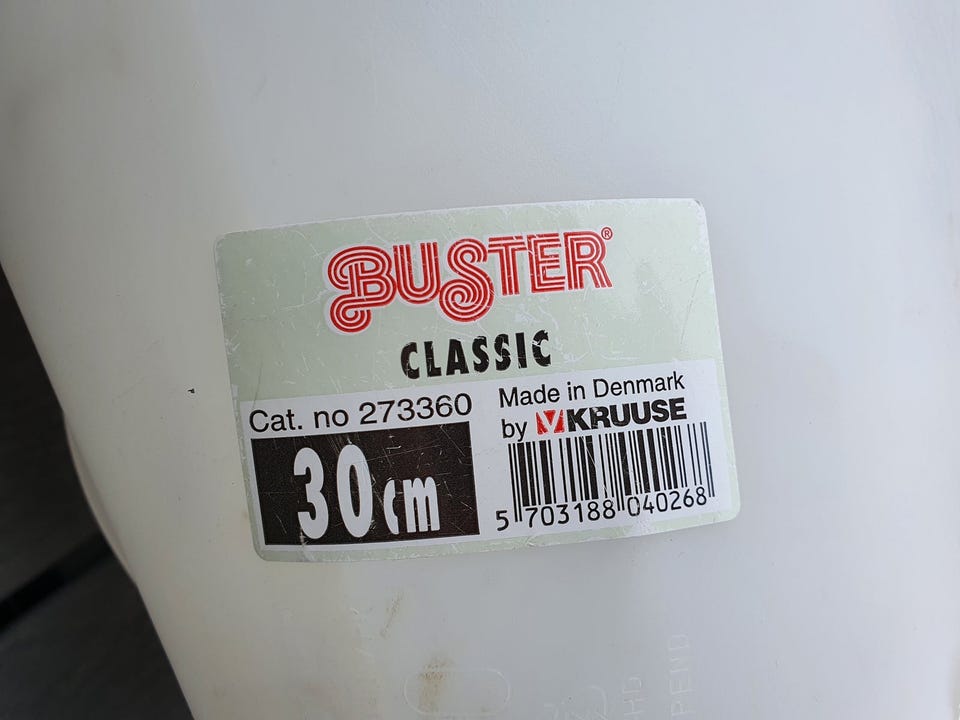 BUSTER®
CLASSIC
Cat. no 273360
30cm
Made in Denmark
by KRUUSE
5 703188 040268